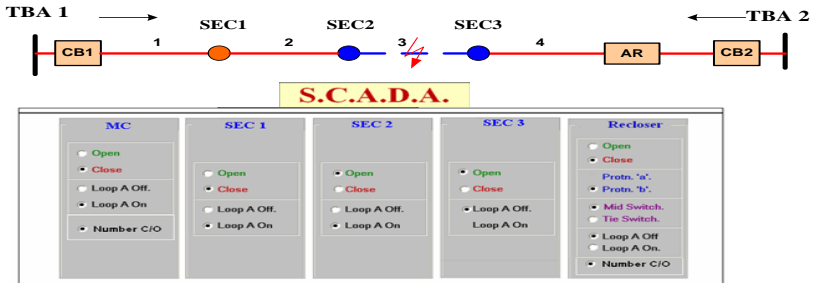 TBA 1
TBA 2
SEC1
SEC2
SEC3
1
2
3
4
CB1
AR
CB2
S.C.A.D.A.
MC
Open
Close
Loop A Off.
Loop A On
Number C/O
SEC 1
Open
Close
Loop A Off.
Loop A On
SEC 2
Open
Close
Loop A Off.
Loop A On
SEC 3
Open
Close
Loop A Off.
Loop A On
Recloser
Open
Close
Protn. 'a'.
Protn. 'b'.
Mid Switch.
Tie Switch.
Loop A Off
Loop A On.
Number C/O